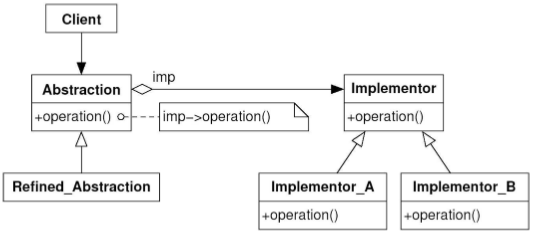 Client
imp
Abstraction
Implementor
+operation()
imp->operation()
+operation()
Refined_Abstraction
Implementor_A
Implementor_B
+operation()
+operation()